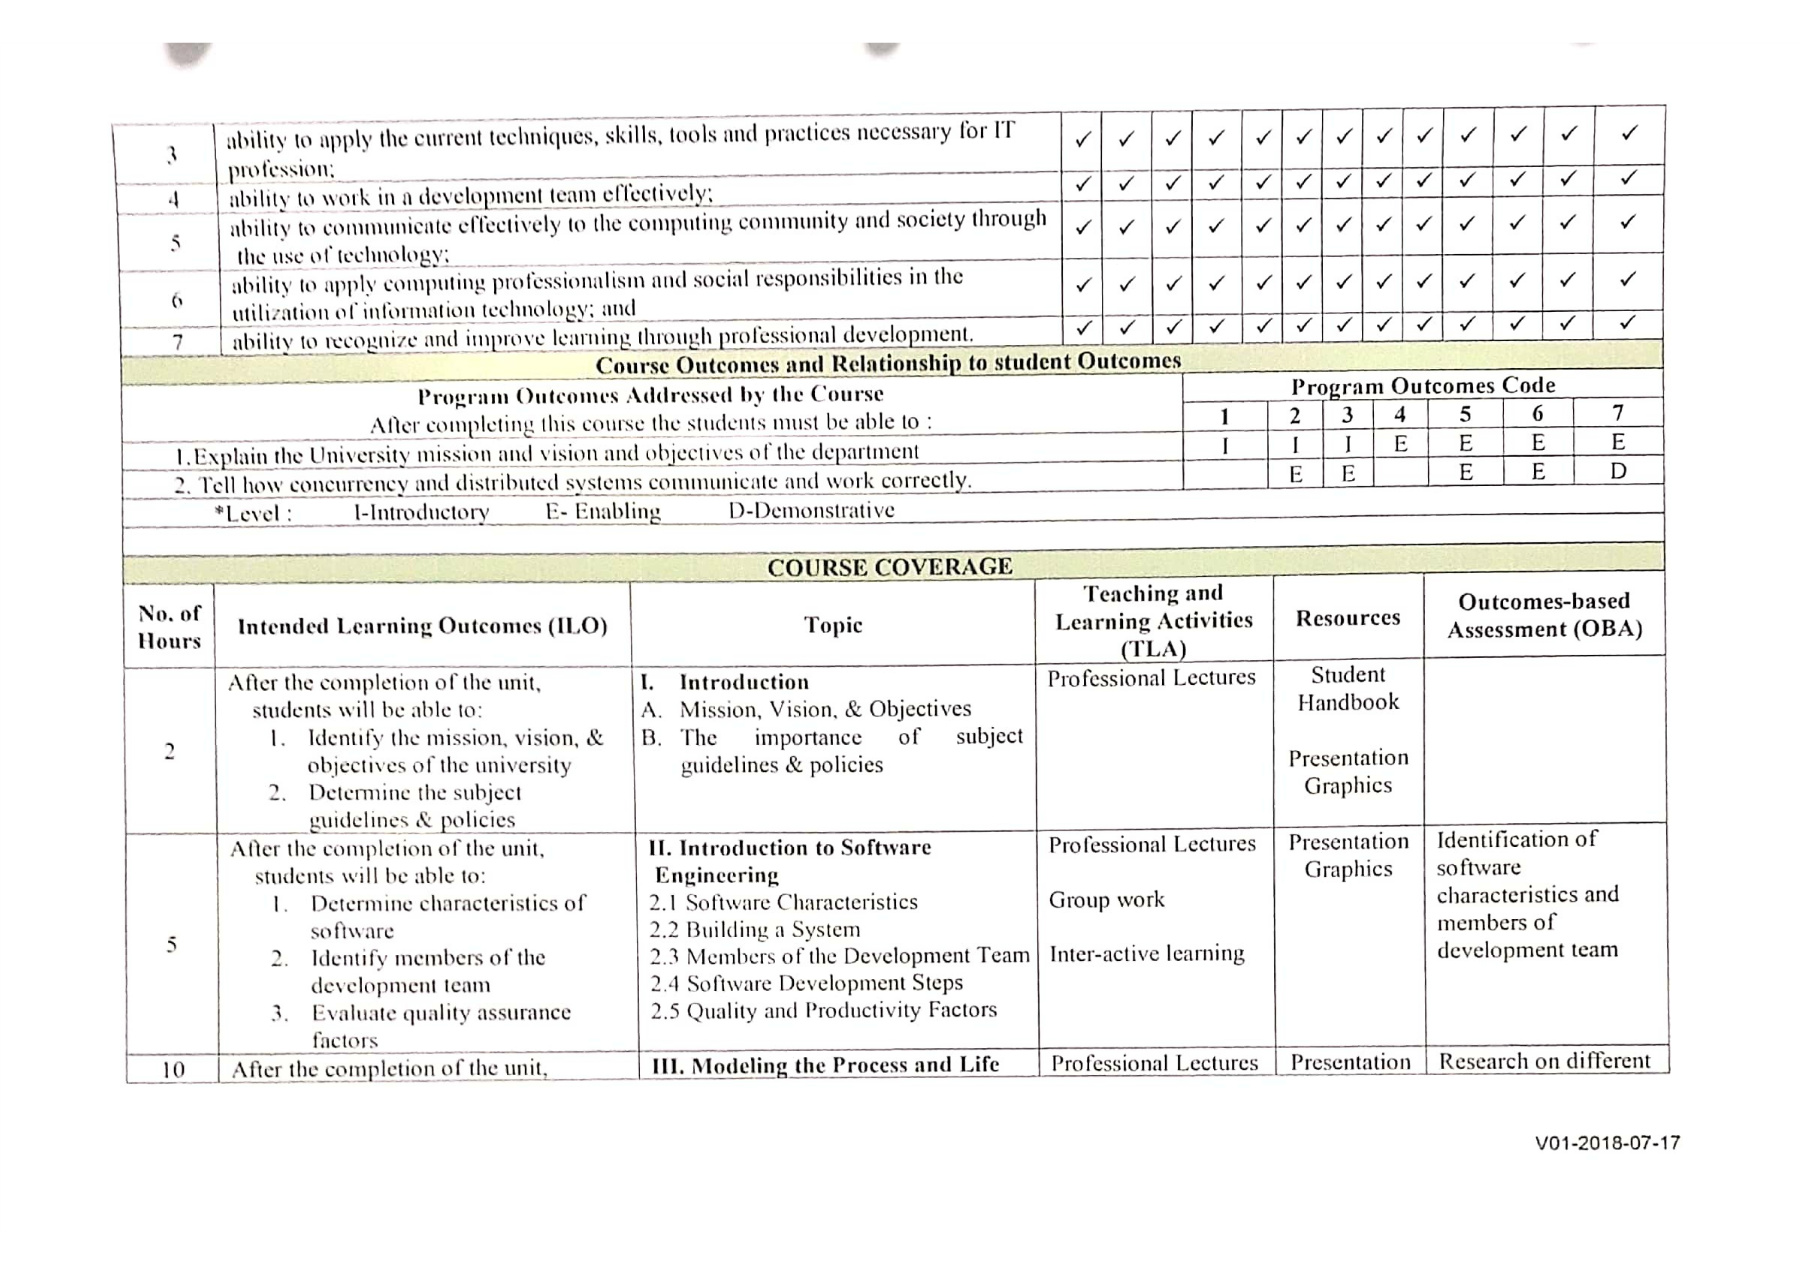 3 ability to apply the current techniques, skills, tools and practices necessary for IT ✓ ✓ ✓ ✓ ✓ ✓ ✓ ✓ ✓ ✓ ✓ ✓ ✓
profession;
4 ability to work in a development team effectively; ✓ ✓ ✓ ✓ ✓ ✓ ✓ ✓ ✓ ✓ ✓ ✓ ✓
5 ability to communicate effectively to the computing community and society through ✓ ✓ ✓ ✓ ✓ ✓ ✓ ✓ ✓ ✓ ✓ ✓ ✓
the use of technology;
6 ability to apply computing professionalism and social responsibilities in the ✓ ✓ ✓ ✓ ✓ ✓ ✓ ✓ ✓ ✓ ✓ ✓ ✓
utilization of information technology; and
7 ability to recognize and improve learning through professional development. ✓ ✓ ✓ ✓ ✓ ✓ ✓ ✓ ✓ ✓ ✓ ✓ ✓
Course Outcomes and Relationship to student Outcomes
Program Outcomes Addressed by the Course
After completing this course the students must be able to :
Program Outcomes Code
1 2 3 4 5 6 7
1.Explain the University mission and vision and objectives of the department I I I E E E E
2. Tell how concurrency and distributed systems communicate and work correctly. E E E E D
*Level : I-Introductory E- Enabling D-Demonstrative
COURSE COVERAGE
No. of
Hours
Intended Learning Outcomes (ILO)
Topic
Teaching and
Learning Activities
(TLA)
Resources
Outcomes-based
Assessment (OBA)
2
After the completion of the unit,
students will be able to:
1. Identify the mission, vision, &
objectives of the university
2. Determine the subject
guidelines & policies
I. Introduction
A. Mission, Vision, & Objectives
B. The importance of subject
guidelines & policies
Professional Lectures
Student
Handbook
Presentation
Graphics
5
After the completion of the unit,
students will be able to:
1. Determine characteristics of
software
2. Identify members of the
development team
3. Evaluate quality assurance
factors
II. Introduction to Software
Engineering
2.1 Software Characteristics
2.2 Building a System
2.3 Members of the Development Team
2.4 Software Development Steps
2.5 Quality and Productivity Factors
Professional Lectures
Group work
Inter-active learning
Presentation
Graphics
Identification of
software
characteristics and
members of
development team
10
After the completion of the unit,
III. Modeling the Process and Life
Professional Lectures
Presentation
Research on different
V01-2018-07-17